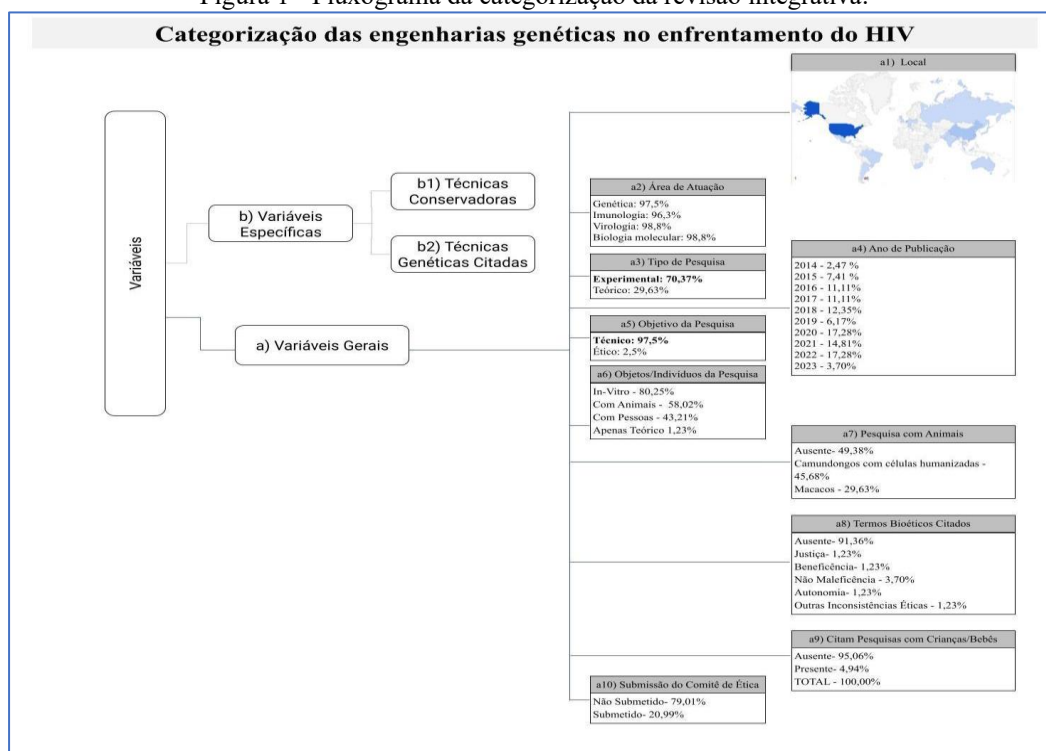 Figura 1 - Fluxograma da categorização da revisão integrativa.
Categorização das engenharias genéticas no enfrentamento do HIV
Variáveis
b) Variáveis
Específicas
b1) Técnicas
Conservadoras
b2) Técnicas
Genéticas Citadas
a) Variáveis Gerais
a1) Local
a2) Área de Atuação
Genética: 97,5%
Imunologia: 96,3%
Virologia: 98,8%
Biologia molecular: 98,8%
a3) Tipo de Pesquisa
Experimental: 70,37%
Teórico: 29,63%
a4) Ano de Publicação
2014 - 2,47 %
2015 - 7,41 %
2016 - 11,11%
2017 - 11,11%
2018 - 12,35%
2019 - 6,17%
2020 - 17,28%
2021 - 14,81%
2022 - 17,28%
2023 - 3,70%
a5) Objetivo da Pesquisa
Técnico: 97,5%
Ético: 2,5%
a6) Objetos/Indivíduos da Pesquisa
In-Vitro - 80,25%
Com Animais - 58,02%
Com Pessoas - 43,21%
Apenas Teórico 1,23%
a7) Pesquisa com Animais
Ausente- 49,38%
Camundongos com células humanizadas -
45,68%
Macacos - 29,63%
a8) Termos Bioéticos Citados
Ausente- 91,36%
Justiça- 1,23%
Beneficência- 1,23%
Não Maleficência - 3,70%
Autonomia- 1,23%
Outras Inconsistências Éticas - 1,23%
a9) Citam Pesquisas com Crianças/Bebês
Ausente- 95,06%
Presente- 4,94%
TOTAL - 100,00%
a10) Submissão do Comitê de Ética
Não Submetido- 79,01%
Submetido- 20,99%